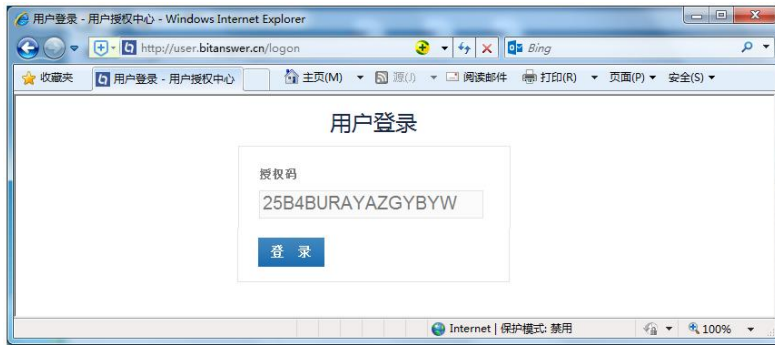 用户登录 - 用户授权中心 - Windows Internet Explorer
http://user.bitanswer.cn/logon
Bing
收藏夹 用户登录 - 用户授权中心 主页(M) 源(J) 阅读邮件 打印(R) 页面(P) 安全(S)
用户登录
授权码
25B4BURAYAZGYBYW
登 录
Internet | 保护模式: 禁用 100%